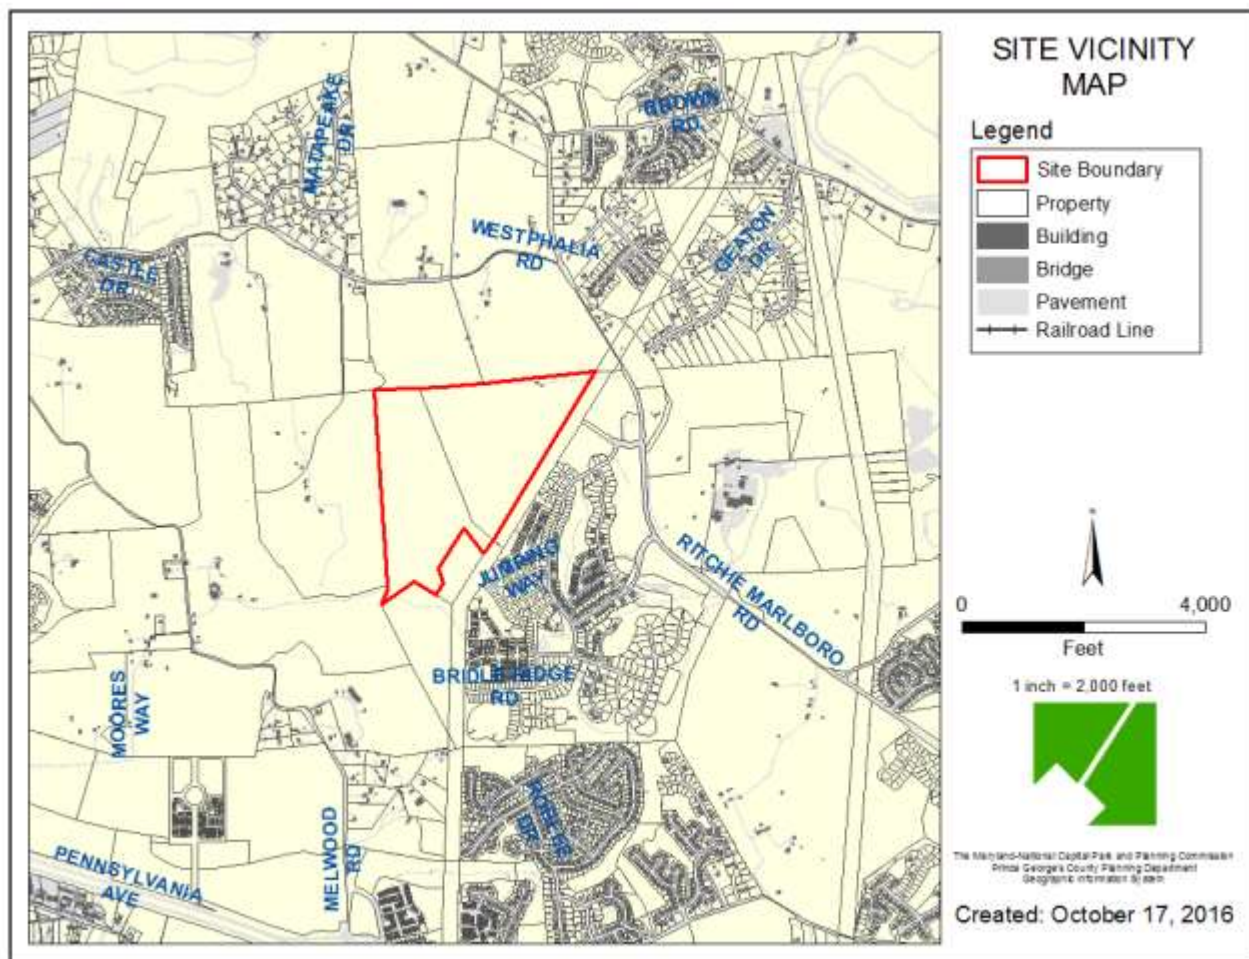 SITE VICINITY
MAP
Legend
Site Boundary
Property
Building
Bridge
Pavement
Railroad Line
BROWN
RD
MATAPEAKE
DR
WESTPHALIA
RD
GEATON
DR
CASTLE
DR
JUMPING
WAY
RITCHIE MARLBORO
RD
BRIDLE RIDGE
RD
MOORES
WAY
ROBLEE
DR
MELWOOD
RD
PENNSYLVANIA
AVE
0 4,000
Feet
1 inch = 2,000 feet
The Maryland-National Capital Park and Planning Commission
Prince George's County Planning Department
Geographic Information System
Created: October 17, 2016